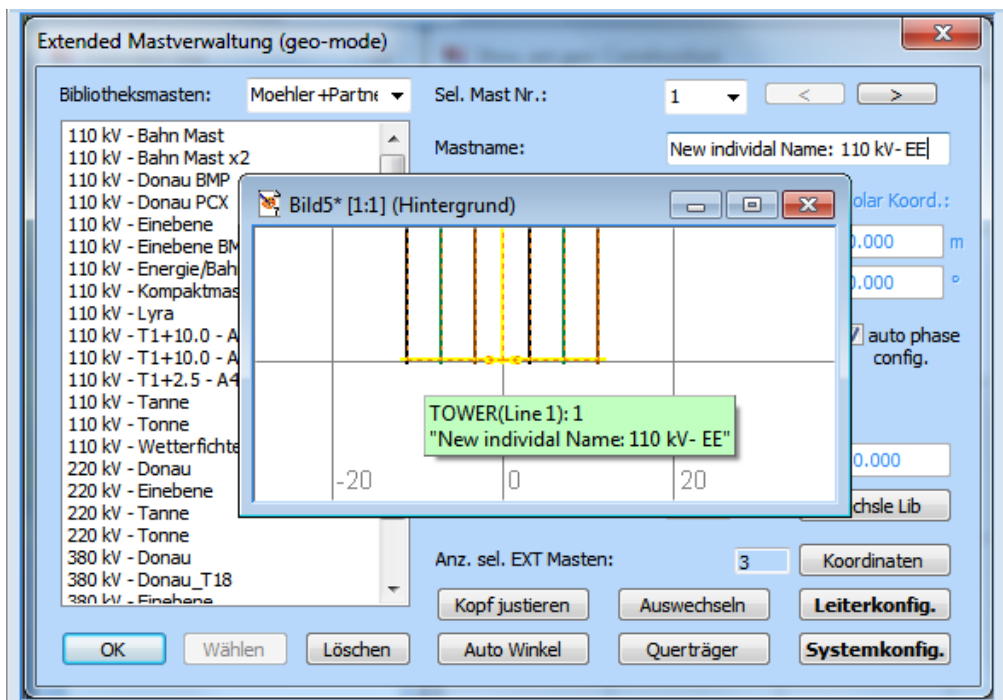 Extended Mastverwaltung (geo-mode)
Bibliotheksmasten:
Moehler+Partne
Sel. Mast Nr.:
1
<
>
Mastname:
New individal Name: 110 kV- EE
110 kV - Bahn Mast
110 kV - Bahn Mast x2
110 kV - Donau BMP
110 kV - Donau PCX
110 kV - Einebene
110 kV - Einebene BM
110 kV - Energie/Bah
110 kV - Kompaktmas
110 kV - Lyra
110 kV - T1+10.0 - A
110 kV - T1+10.0 - A
110 kV - T1+2.5 - A4
110 kV - Tanne
110 kV - Tonne
110 kV - Wetterfichte
220 kV - Donau
220 kV - Einebene
220 kV - Tanne
220 kV - Tonne
380 kV - Donau
380 kV - Donau_T18
380 kV - Einebene
Bild5* [1:1] (Hintergrund)
TOWER(Line 1): 1
"New individal Name: 110 kV- EE"
-20
0
20
olar Koord.:
0.000
m
0.000
°
auto phase
config.
0.000
chsle Lib
Anz. sel. EXT Masten:
3
Koordinaten
Kopf justieren
Auswechseln
Leiterkonfig.
OK
Wählen
Löschen
Auto Winkel
Querträger
Systemkonfig.